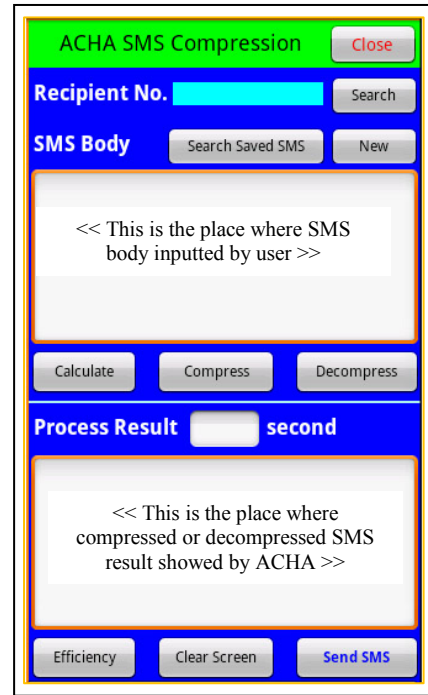 ACHA SMS Compression Close
Recipient No. Search
SMS Body Search Saved SMS New
<< This is the place where SMS
body inputted by user >>
Calculate Compress Decompress
Process Result second
<< This is the place where
compressed or decompressed SMS
result showed by ACHA >>
Efficiency Clear Screen Send SMS